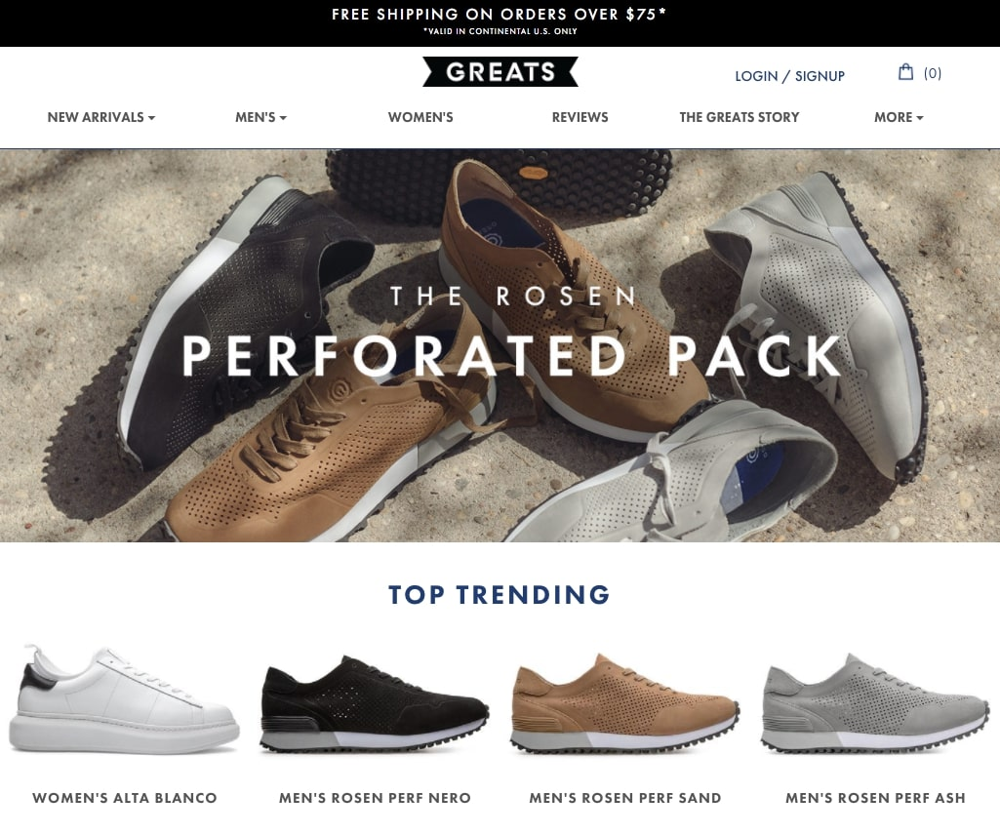 FREE SHIPPING ON ORDERS OVER $75*
*VALID IN CONTINENTAL U.S. ONLY
GREATS
LOGIN / SIGNUP
(0)
NEW ARRIVALS
MEN'S
WOMEN'S
REVIEWS
THE GREATS STORY
MORE
THE ROSEN
PERFORATED PACK
TOP TRENDING
WOMEN'S ALTA BLANCO
MEN'S ROSEN PERF NERO
MEN'S ROSEN PERF SAND
MEN'S ROSEN PERF ASH